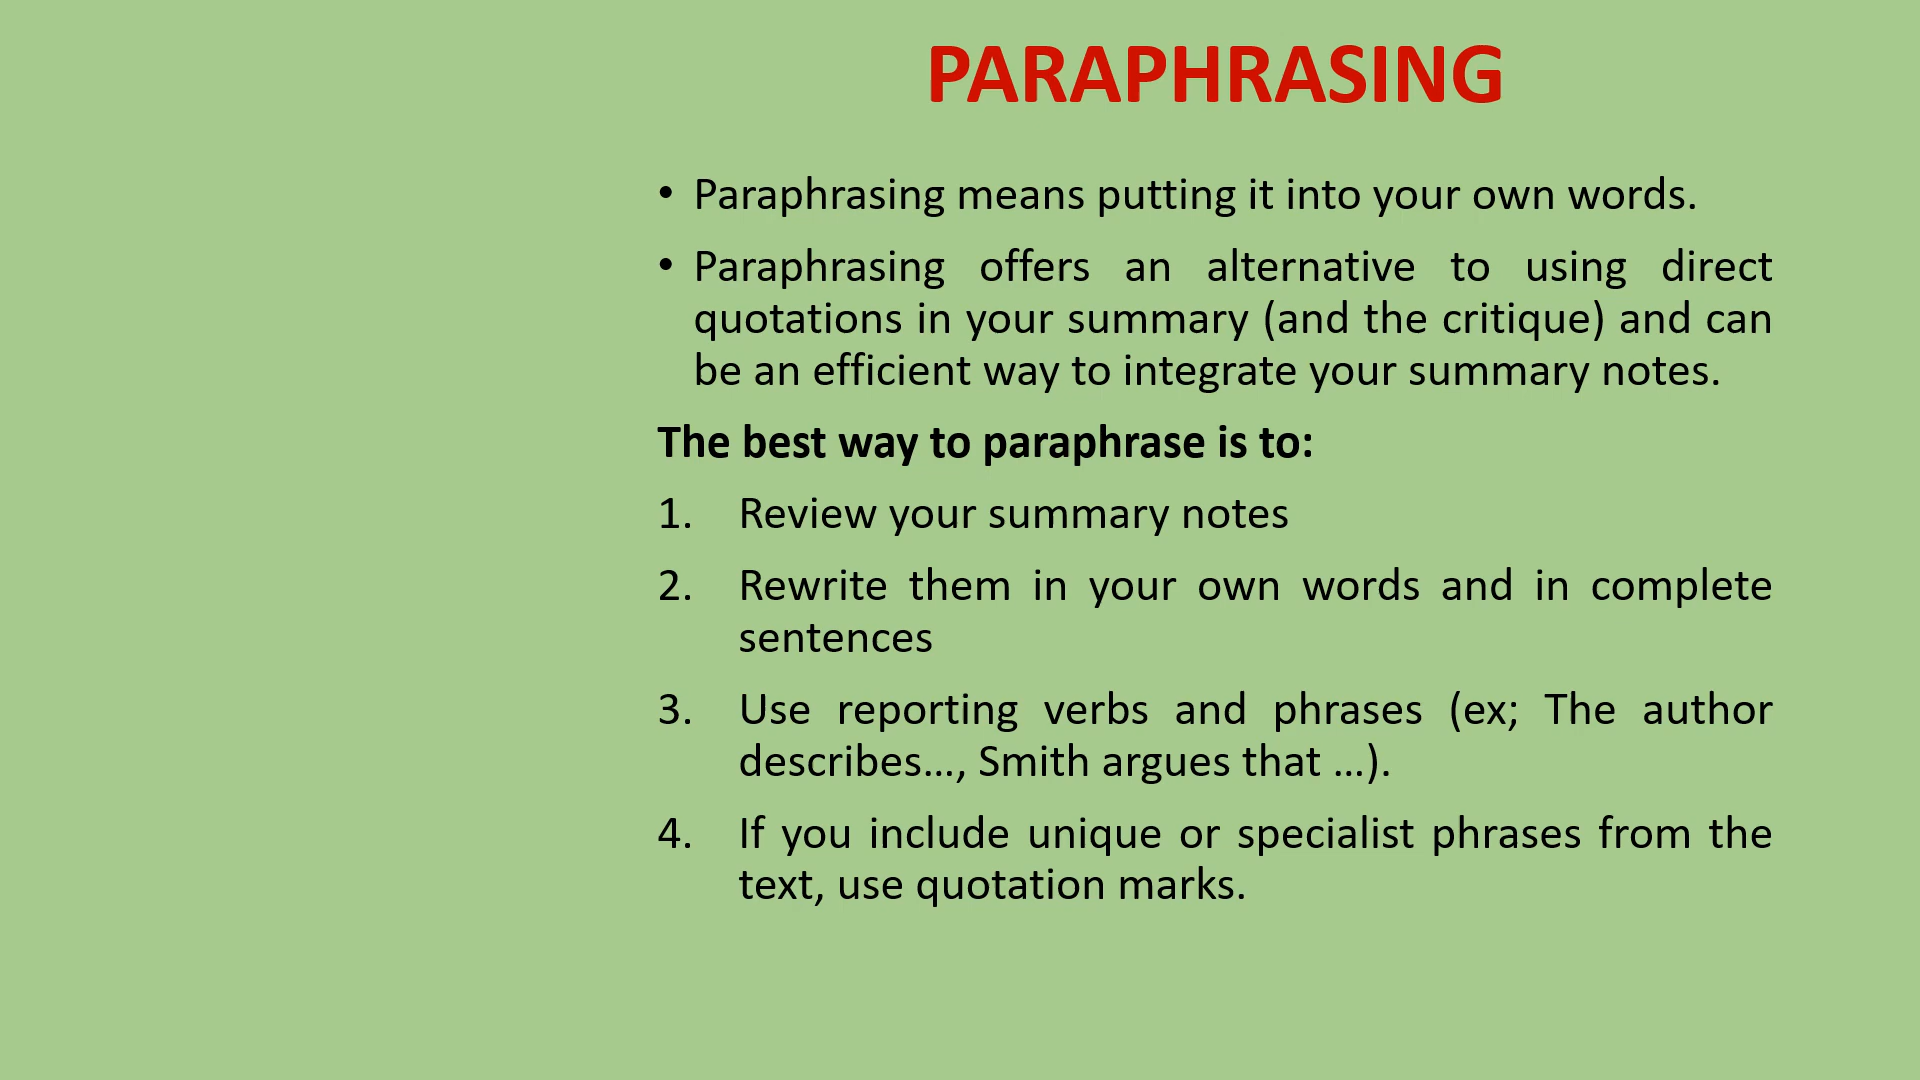 PARAPHRASING
• Paraphrasing means putting it into your own words.
• Paraphrasing offers an alternative to using direct
quotations in your summary (and the critique) and can
be an efficient way to integrate your summary notes.
The best way to paraphrase is to:
1. Review your summary notes
2. Rewrite them in your own words and in complete
sentences
3. Use reporting verbs and phrases (ex; The author
describes…, Smith argues that …).
4. If you include unique or specialist phrases from the
text, use quotation marks.